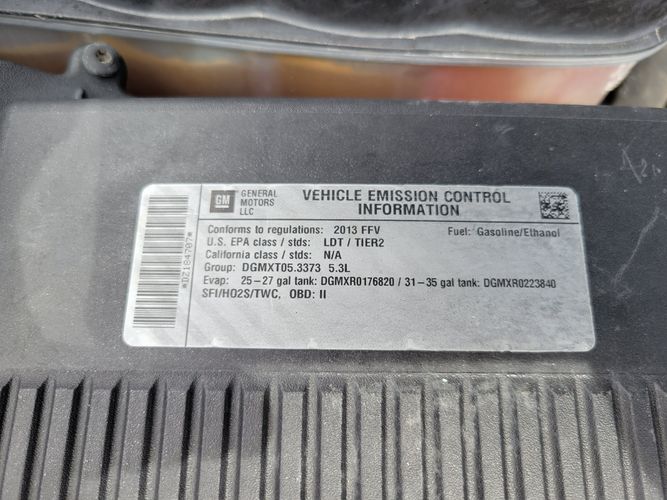 GM
GENERAL
MOTORS
LLC
VEHICLE EMISSION CONTROL
INFORMATION
Conforms to regulations: 2013 FFV Fuel: Gasoline/Ethanol
U.S. EPA class / stds: LDT / TIER2
California class / stds: N/A
Group: DGMXT05.3373 5.3L
Evap: 25-27 gal tank: DGMXR0176820 / 31-35 gal tank: DGMXR0223840
SFI/HO2S/TWC, OBD: II
*DZ184707*